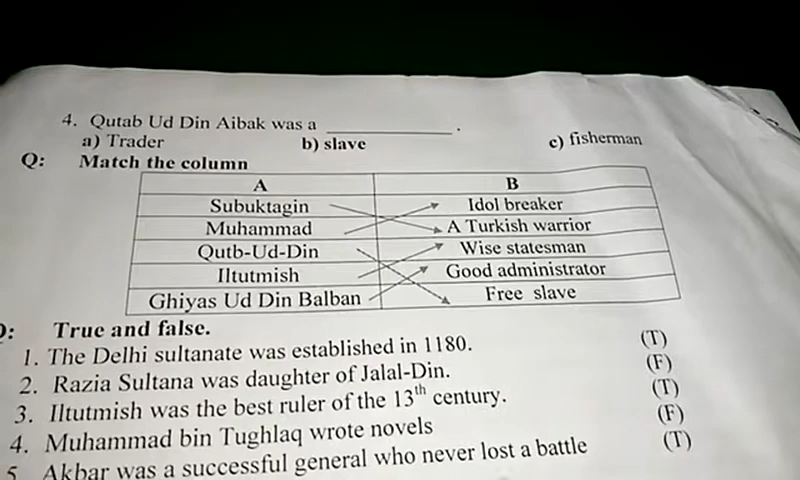 4. Qutab Ud Din Aibak was a ____________.
a) Trader b) slave c) fisherman
Q: Match the column
A B
Subuktagin Idol breaker
Muhammad A Turkish warrior
Qutb-Ud-Din Wise statesman
Iltutmish Good administrator
Ghiyas Ud Din Balban Free slave
Q: True and false.
1. The Delhi sultanate was established in 1180. (T)
2. Razia Sultana was daughter of Jalal-Din. (F)
3. Iltutmish was the best ruler of the 13th century. (T)
4. Muhammad bin Tughlaq wrote novels (F)
5 Akbar was a successful general who never lost a battle (T)